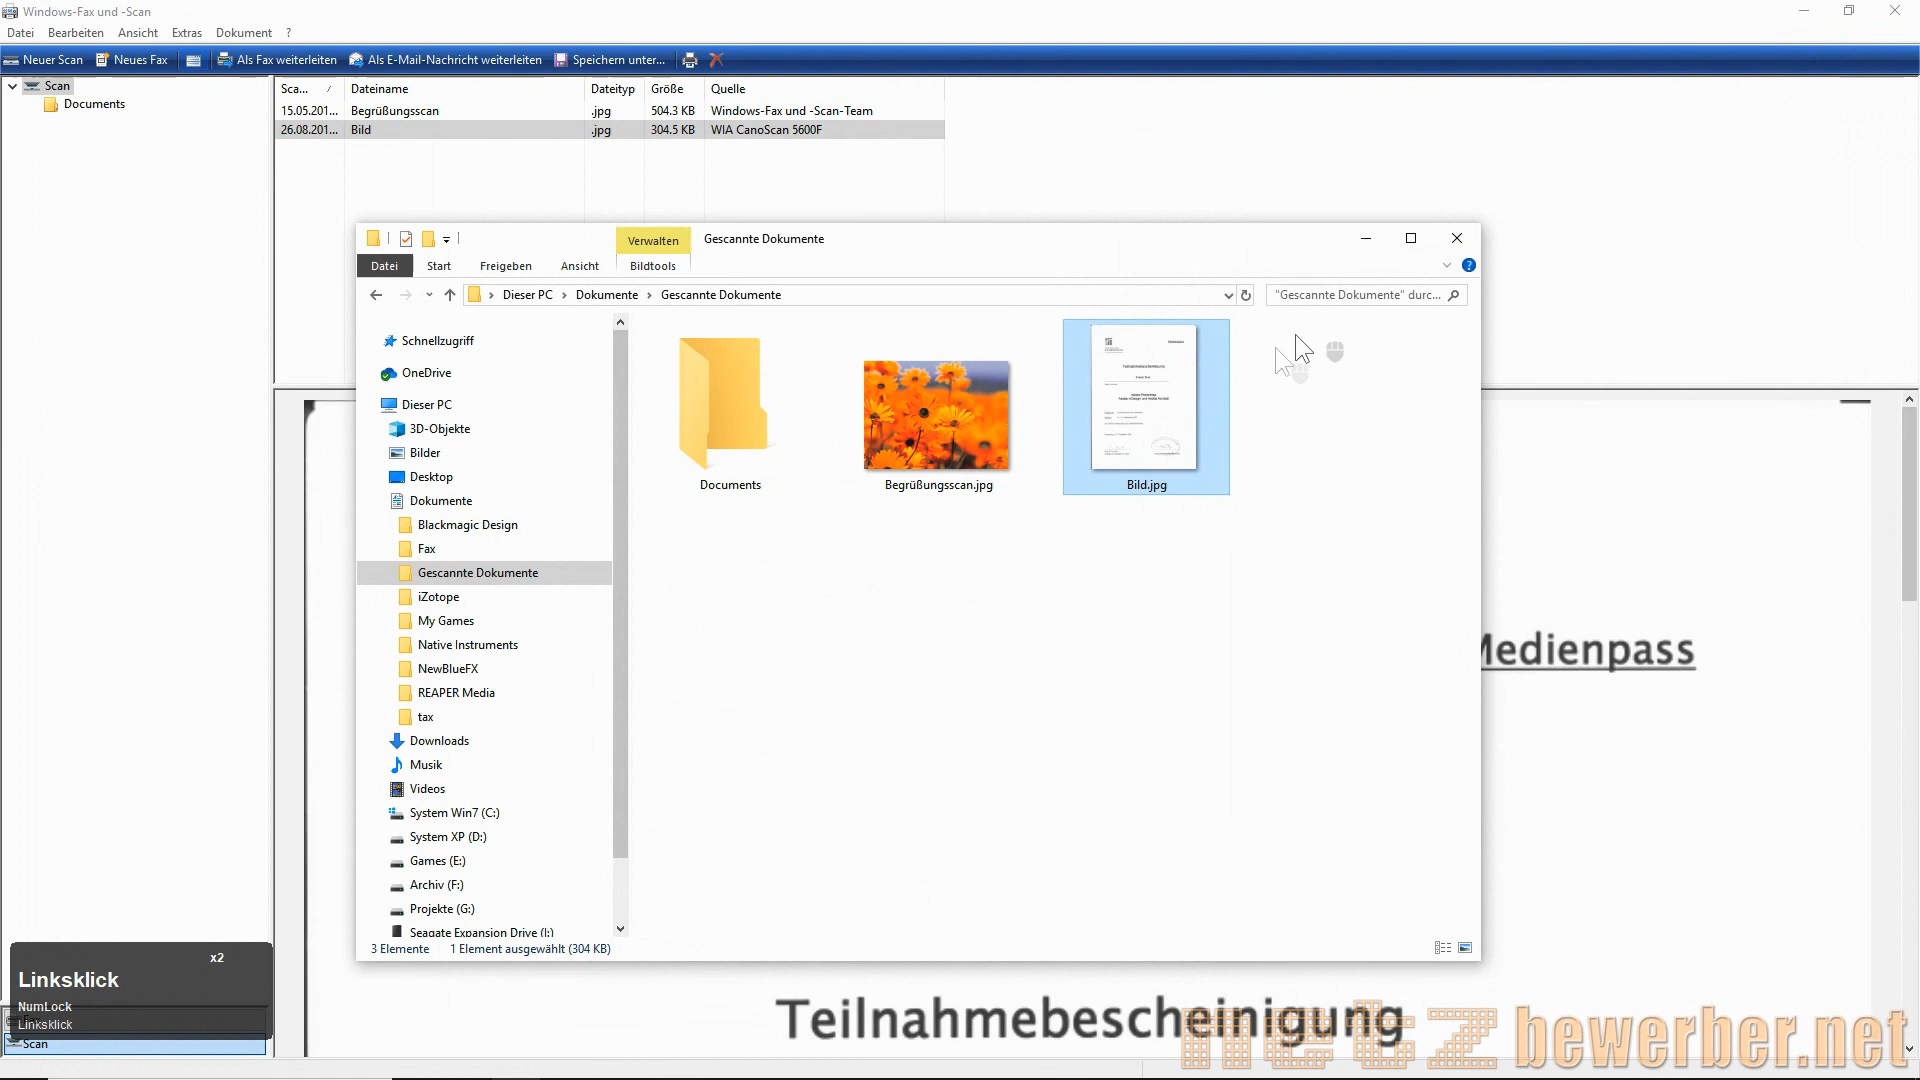 Windows-Fax und -Scan
Datei Bearbeiten Ansicht Extras Dokument ?
Neuer Scan Neues Fax Als Fax weiterleiten Als E-Mail-Nachricht weiterleiten Speichern unter...
Scan
Documents
Sca... Dateiname Dateityp Größe Quelle
15.05.201... Begrüßungsscan .jpg 504.3 KB Windows-Fax und -Scan-Team
26.08.201... Bild .jpg 304.5 KB WIA CanoScan 5600F
Verwalten Gescannte Dokumente
Datei Start Freigeben Ansicht Bildtools
Dieser PC Dokumente Gescannte Dokumente "Gescannte Dokumente" durc...
Schnellzugriff
OneDrive
Dieser PC
3D-Objekte
Bilder
Desktop
Dokumente
Blackmagic Design
Fax
Gescannte Dokumente
iZotope
My Games
Native Instruments
NewBlueFX
REAPER Media
tax
Downloads
Musik
Videos
System Win7 (C:)
System XP (D:)
Games (E:)
Archiv (F:)
Projekte (G:)
Seagate Expansion Drive (I:)
Documents Begrüßungsscan.jpg Bild.jpg
Teilnahmebescheinigung
3 Elemente 1 Element ausgewählt (304 KB)
Medienpass
Teilnahmebescheinigung
x2
Linksklick
NumLock
Linksklick
Scan
netzbewerber.net